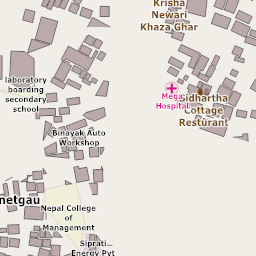 Krisha
Newari
Khaza Ghar
laboratory
boarding
secondary
school
Mega
Hospital
Sidhartha
Cottage
Resturant
Binayak Auto
Workshop
netgau
Nepal College
of
Management
Siprati...
Energy Pvt